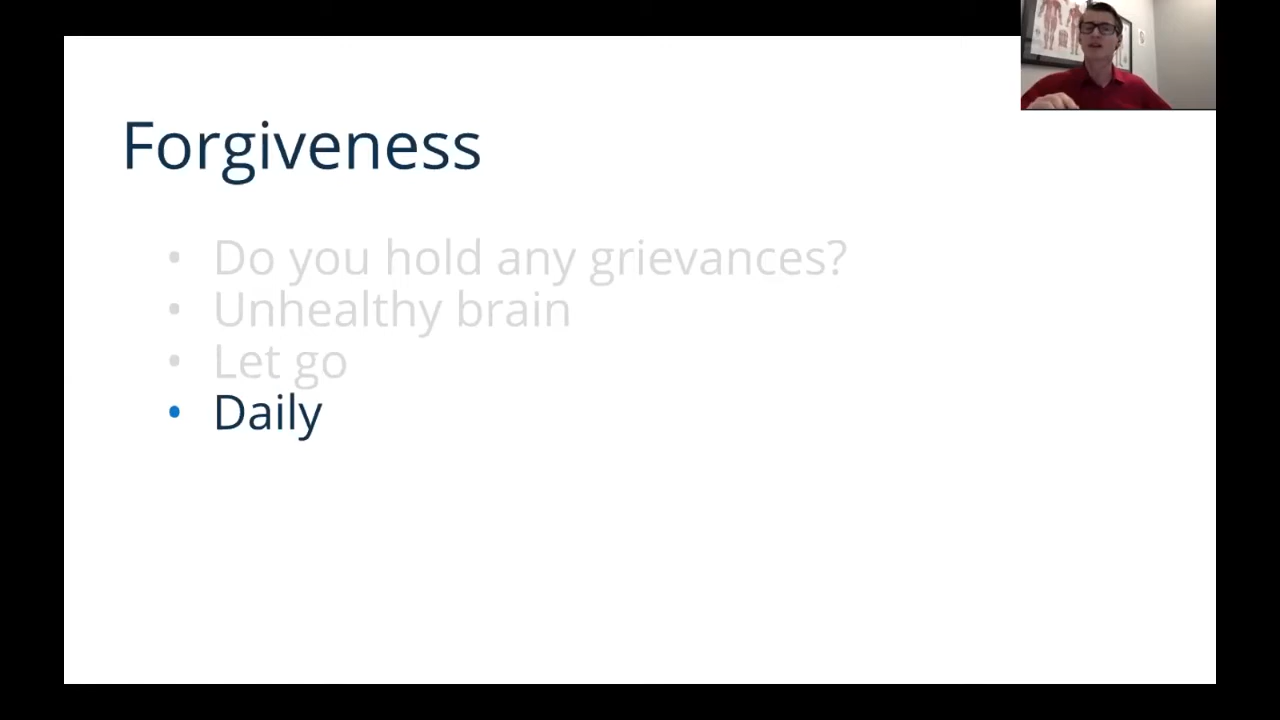 Forgiveness
• Do you hold any grievances?
• Unhealthy brain
• Let go
• Daily